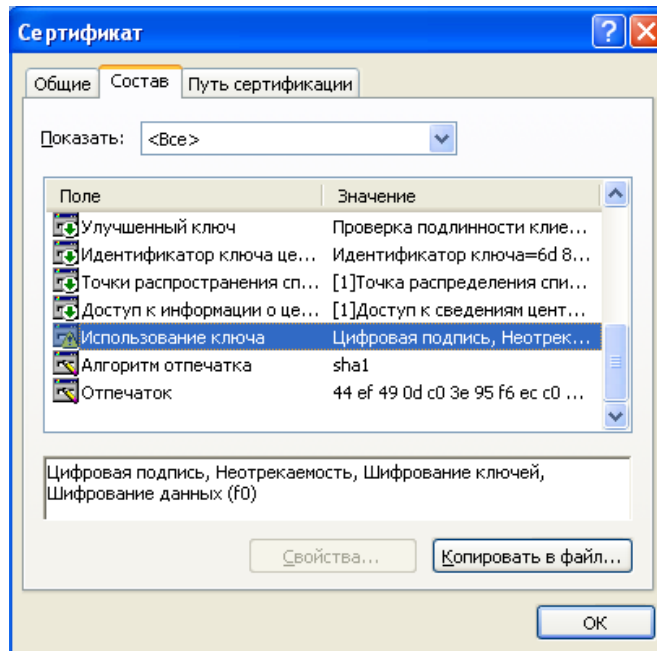 Сертификат
Общие Состав Путь сертификации
Показать: <Все>
Поле Значение
Улучшенный ключ Проверка подлинности клие...
Идентификатор ключа це... Идентификатор ключа=6d 8...
Точки распространения сп... [1]Точка распределения спи...
Доступ к информации о це... [1]Доступ к сведениям цент...
Использование ключа Цифровая подпись, Неотрек...
Алгоритм отпечатка sha1
Отпечаток 44 ef 49 0d c0 3e 95 f6 ec c0 ...
Цифровая подпись, Неотрекаемость, Шифрование ключей,
Шифрование данных (f0)
Свойства... Копировать в файл...
ОК